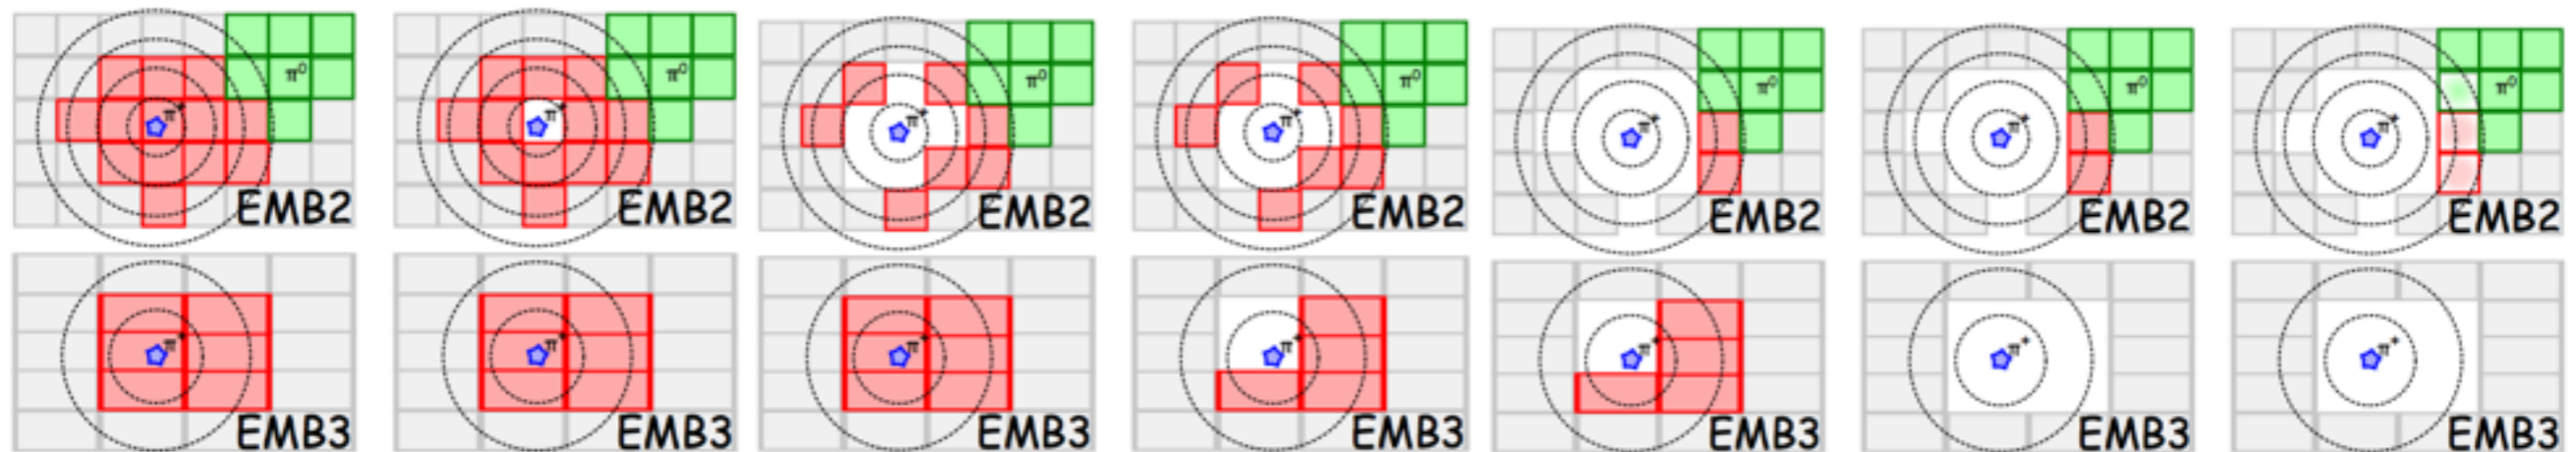 π⁰ π⁰ π⁰ π⁰ π⁰ π⁰ π⁰
π⁺ π⁺ π⁺ π⁺ π⁺ π⁺ π⁺
EMB2 EMB2 EMB2 EMB2 EMB2 EMB2 EMB2
π⁺ π⁺ π⁺ π⁺ π⁺ π⁺ π⁺
EMB3 EMB3 EMB3 EMB3 EMB3 EMB3 EMB3